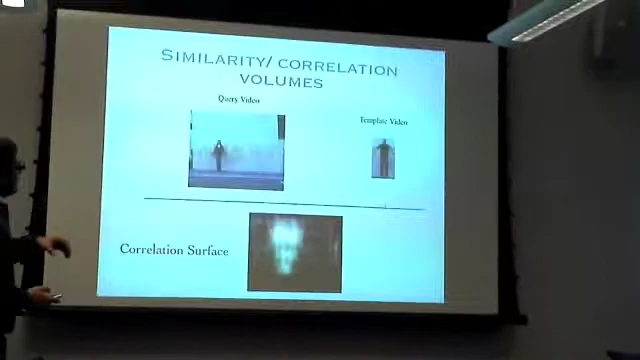 SIMILARITY/ CORRELATION
VOLUMES
Query Video
Template Video
Correlation Surface